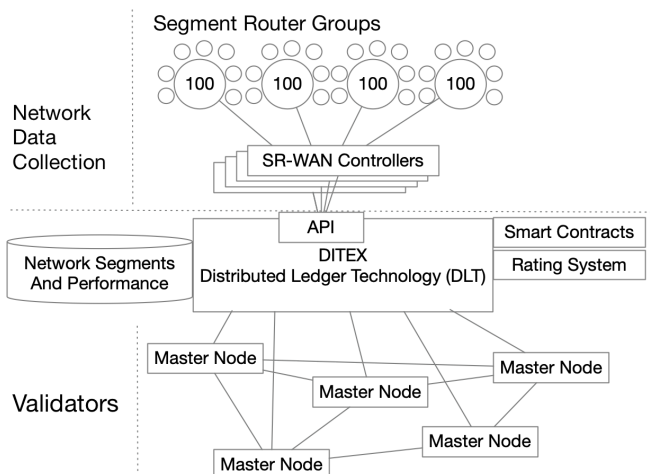 Segment Router Groups
100
100
100
100
Network
Data
Collection
SR-WAN Controllers
API
DITEX
Distributed Ledger Technology (DLT)
Network Segments
And Performance
Smart Contracts
Rating System
Validators
Master Node
Master Node
Master Node
Master Node
Master Node